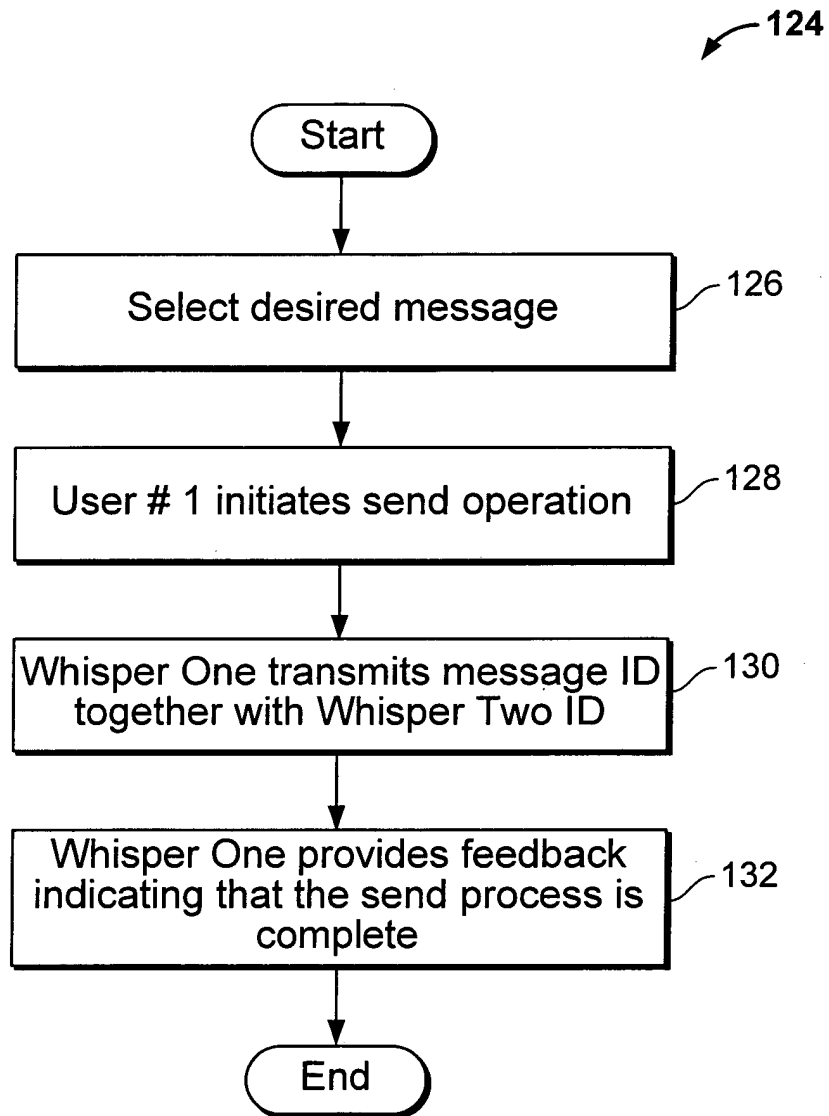 124
Start
Select desired message
126
User # 1 initiates send operation
128
Whisper One transmits message ID
together with Whisper Two ID
130
Whisper One provides feedback
indicating that the send process is
complete
132
End